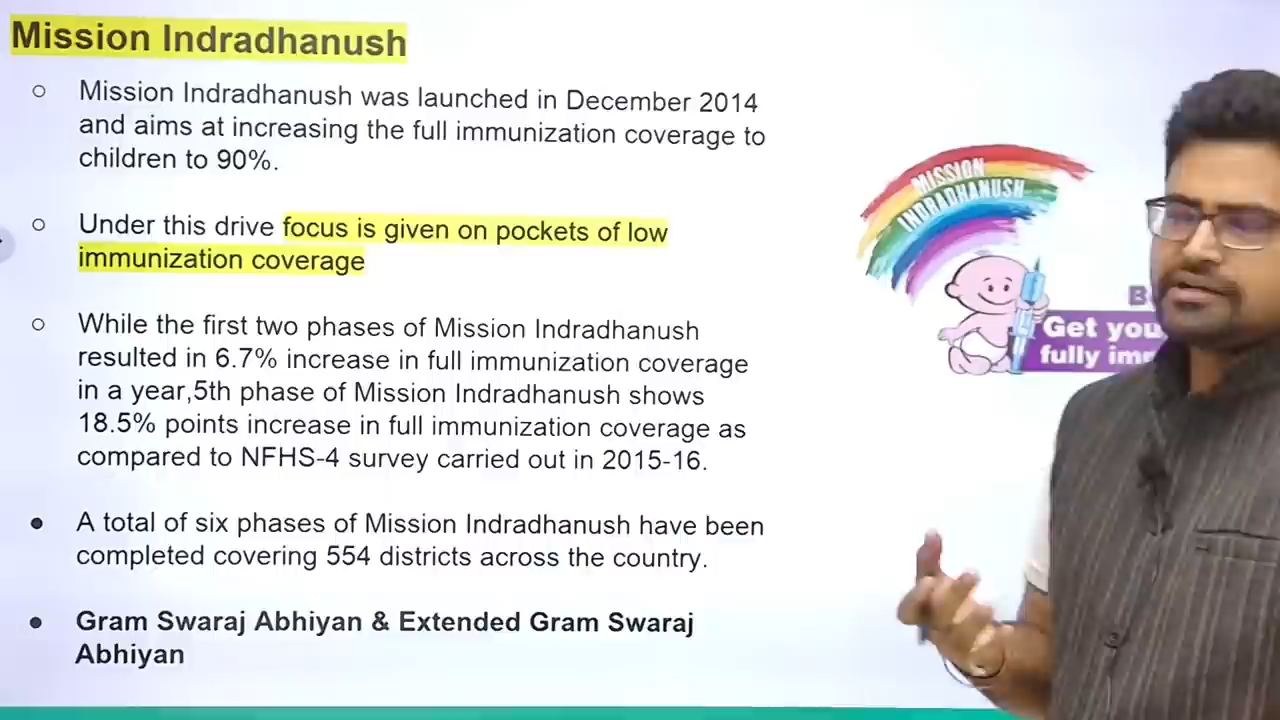 Mission Indradhanush
Mission Indradhanush was launched in December 2014
and aims at increasing the full immunization coverage to
children to 90%.
Under this drive focus is given on pockets of low
immunization coverage
While the first two phases of Mission Indradhanush
resulted in 6.7% increase in full immunization coverage
in a year,5th phase of Mission Indradhanush shows
18.5% points increase in full immunization coverage as
compared to NFHS-4 survey carried out in 2015-16.
A total of six phases of Mission Indradhanush have been
completed covering 554 districts across the country.
Gram Swaraj Abhiyan & Extended Gram Swaraj
Abhiyan
MISSION
INDRADHANUSH
Get you
fully